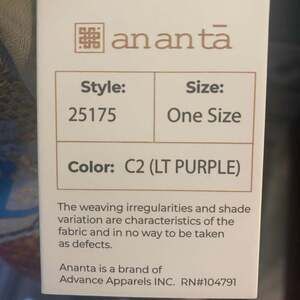 anantā
Style: Size:
25175 One Size
Color: C2 (LT PURPLE)
The weaving irregularities and shade
variation are characteristics of the
fabric and in no way to be taken
as defects.
Ananta is a brand of
Advance Apparels INC. RN#104791